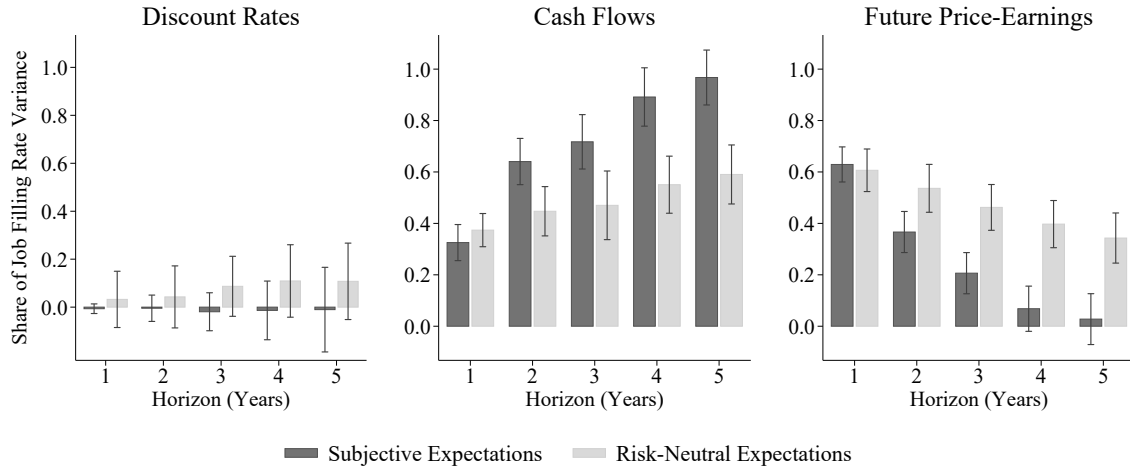 Discount Rates
Cash Flows
Future Price-Earnings
Share of Job Filling Rate Variance
1.0
0.8
0.6
0.4
0.2
0.0
1 2 3 4 5
Horizon (Years)
1.0
0.8
0.6
0.4
0.2
0.0
1 2 3 4 5
Horizon (Years)
1.0
0.8
0.6
0.4
0.2
0.0
1 2 3 4 5
Horizon (Years)
Subjective Expectations
Risk-Neutral Expectations